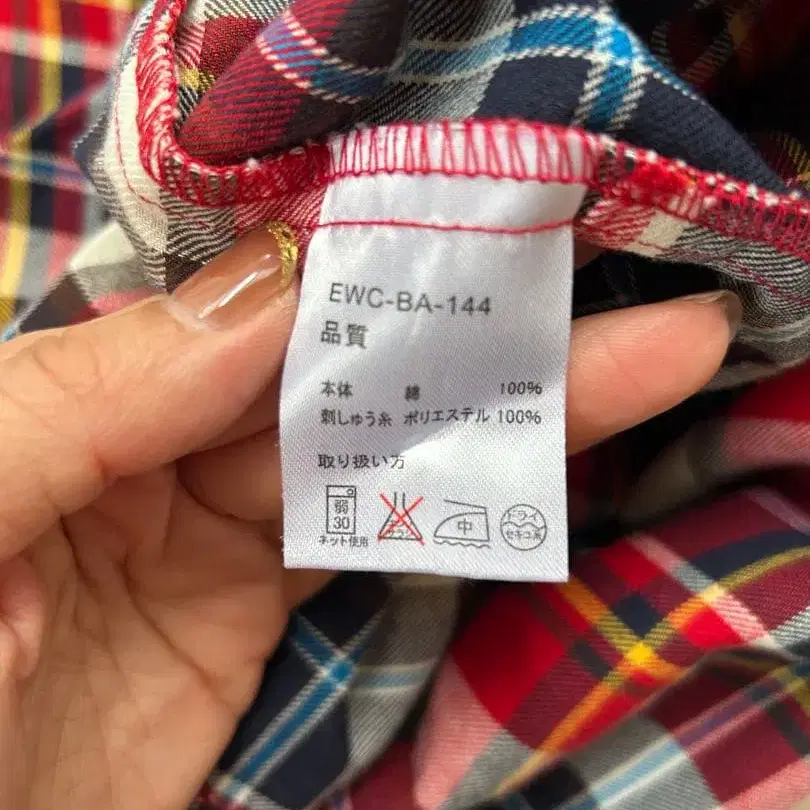 EWC-BA-144
品質
本体 綿 100%
刺しゅう糸 ポリエステル 100%
取り扱い方
弱
30
ネット使用
中
ドライ
セキユ系